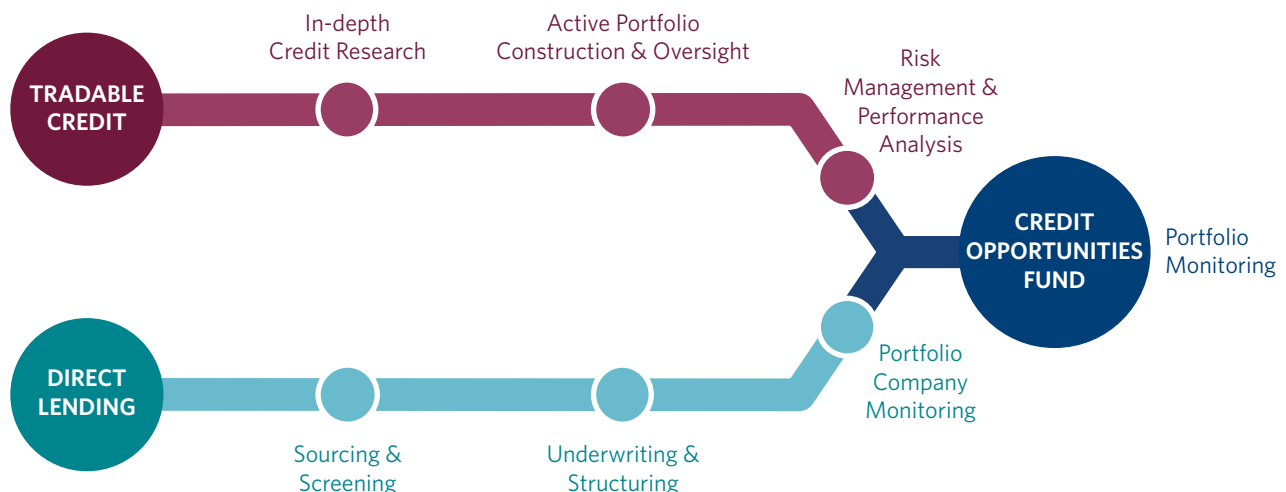 TRADABLE
CREDIT
In-depth
Credit Research
Active Portfolio
Construction & Oversight
Risk
Management &
Performance
Analysis
CREDIT
OPPORTUNITIES
FUND
Portfolio
Monitoring
DIRECT
LENDING
Sourcing &
Screening
Underwriting &
Structuring
Portfolio
Company
Monitoring